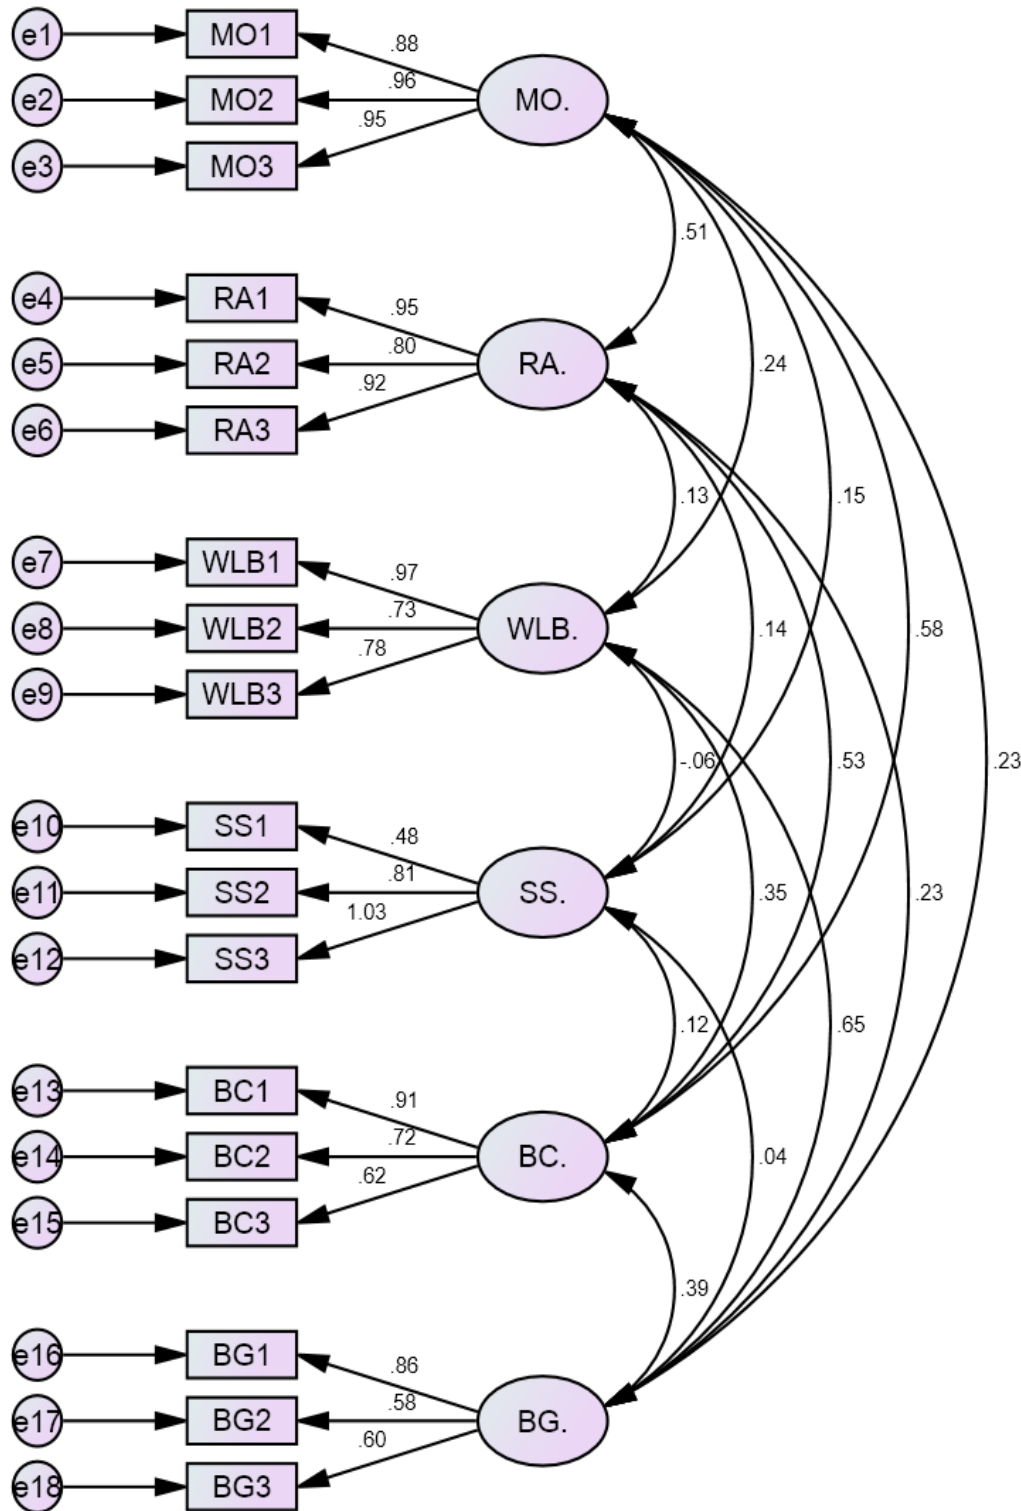 e1 MO1 .88
e2 MO2 .96 MO.
e3 MO3 .95
.51
e4 RA1 .95
e5 RA2 .80 RA. .24
e6 RA3 .92
.13 .15
e7 WLB1 .97
e8 WLB2 .73 WLB. .14 .58
e9 WLB3 .78
-.06 .53 .23
e10 SS1 .48
e11 SS2 .81 SS. .35 .23
e12 SS3 1.03
.12 .65
e13 BC1 .91
e14 BC2 .72 BC. .04
e15 BC3 .62
.39
e16 BG1 .86
e17 BG2 .58 BG.
e18 BG3 .60